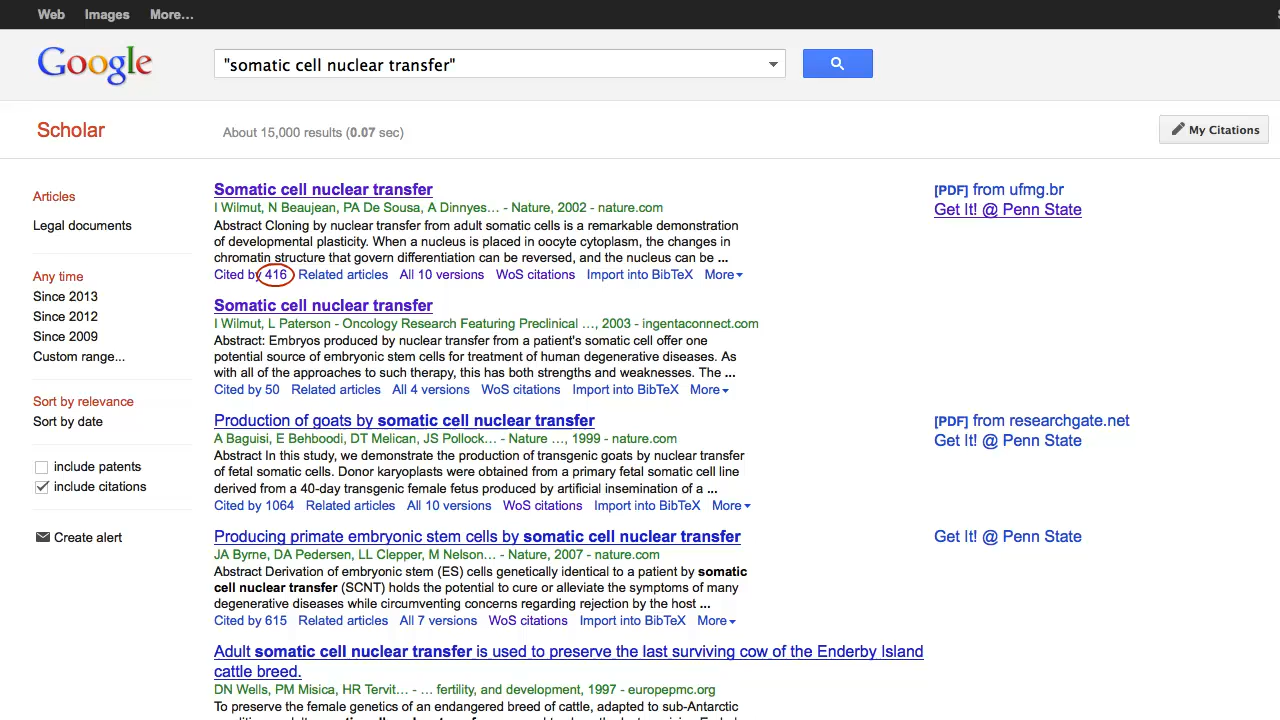 Web Images More...
Google
"somatic cell nuclear transfer"
Scholar
About 15,000 results (0.07 sec)
My Citations
Articles
Legal documents
Any time
Since 2013
Since 2012
Since 2009
Custom range...
Sort by relevance
Sort by date
include patents
include citations
Create alert
Somatic cell nuclear transfer
I Wilmut, N Beaujean, PA De Sousa, A Dinnyes... - Nature, 2002 - nature.com
Abstract Cloning by nuclear transfer from adult somatic cells is a remarkable demonstration
of developmental plasticity. When a nucleus is placed in oocyte cytoplasm, the changes in
chromatin structure that govern differentiation can be reversed, and the nucleus can be ...
Cited by 416 Related articles All 10 versions WoS citations Import into BibTeX More
[PDF] from ufmg.br
Get It! @ Penn State
Somatic cell nuclear transfer
I Wilmut, L Paterson - Oncology Research Featuring Preclinical ..., 2003 - ingentaconnect.com
Abstract: Embryos produced by nuclear transfer from a patient's somatic cell offer one
potential source of embryonic stem cells for treatment of human degenerative diseases. As
with all of the approaches to such therapy, this has both strengths and weaknesses. The ...
Cited by 50 Related articles All 4 versions WoS citations Import into BibTeX More
Production of goats by somatic cell nuclear transfer
A Baguisi, E Behboodi, DT Melican, JS Pollock... - Nature ..., 1999 - nature.com
Abstract In this study, we demonstrate the production of transgenic goats by nuclear transfer
of fetal somatic cells. Donor karyoplasts were obtained from a primary fetal somatic cell line
derived from a 40-day transgenic female fetus produced by artificial insemination of a ...
Cited by 1064 Related articles All 10 versions WoS citations Import into BibTeX More
[PDF] from researchgate.net
Get It! @ Penn State
Producing primate embryonic stem cells by somatic cell nuclear transfer
JA Byrne, DA Pedersen, LL Clepper, M Nelson... - Nature, 2007 - nature.com
Abstract Derivation of embryonic stem (ES) cells genetically identical to a patient by somatic
cell nuclear transfer (SCNT) holds the potential to cure or alleviate the symptoms of many
degenerative diseases while circumventing concerns regarding rejection by the host ...
Cited by 615 Related articles All 7 versions WoS citations Import into BibTeX More
Get It! @ Penn State
Adult somatic cell nuclear transfer is used to preserve the last surviving cow of the Enderby Island
cattle breed.
DN Wells, PM Misica, HR Tervit... - ... fertility, and development, 1997 - europepmc.org
To preserve the female genetics of an endangered breed of cattle, adapted to sub-Antarctic